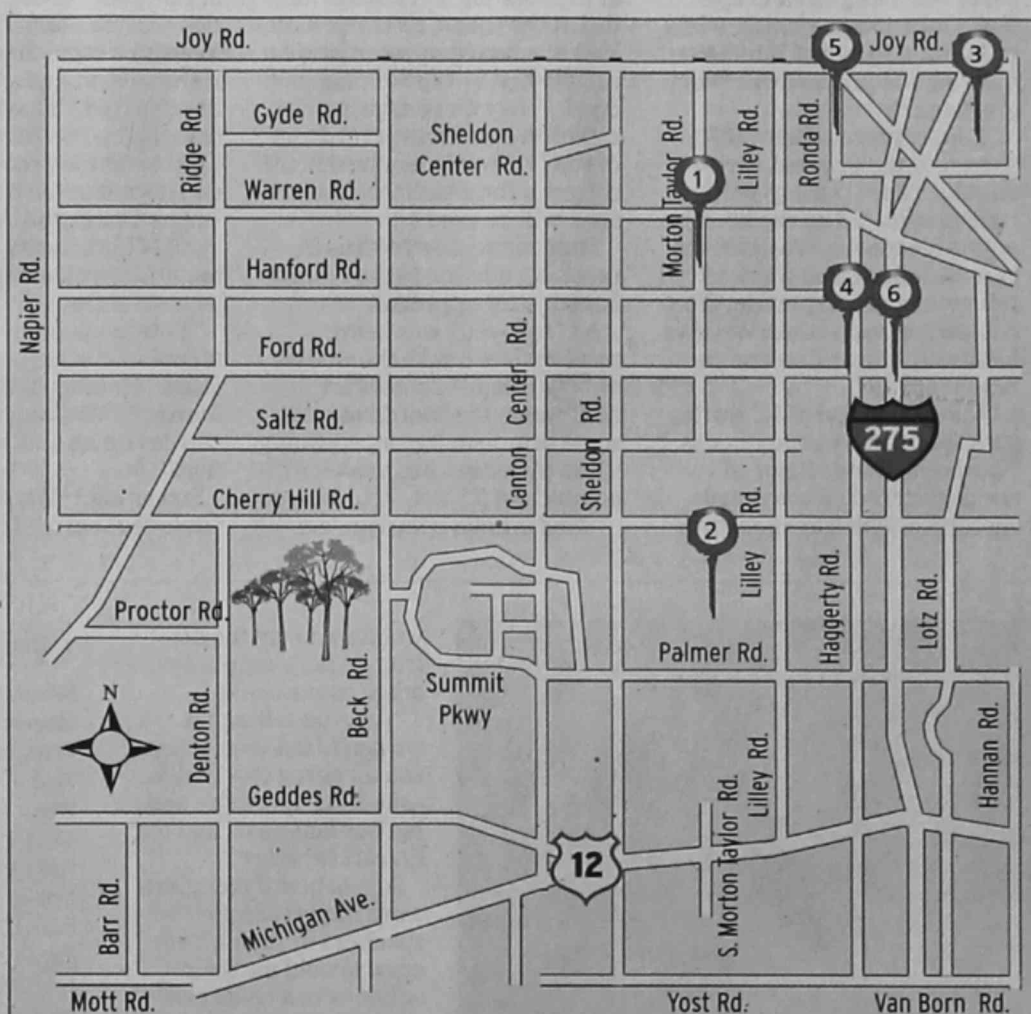 Joy Rd.
5
Joy Rd.
3
Gyde Rd.
Sheldon
Center Rd.
Ridge Rd.
Warren Rd.
Morton Taylor Rd.
1
Lilley Rd.
Ronda Rd.
Napier Rd.
Hanford Rd.
4
6
Ford Rd.
Canton Center Rd.
Saltz Rd.
Sheldon Rd.
275
Cherry Hill Rd.
2
Lilley Rd.
Haggerty Rd.
Lotz Rd.
Proctor Rd.
Palmer Rd.
Summit
Pkwy
N
Denton Rd.
Beck Rd.
Hannan Rd.
Geddes Rd.
S. Morton Taylor Rd.
Lilley Rd.
12
Barr Rd.
Michigan Ave.
Mott Rd.
Yost Rd.
Van Born Rd.